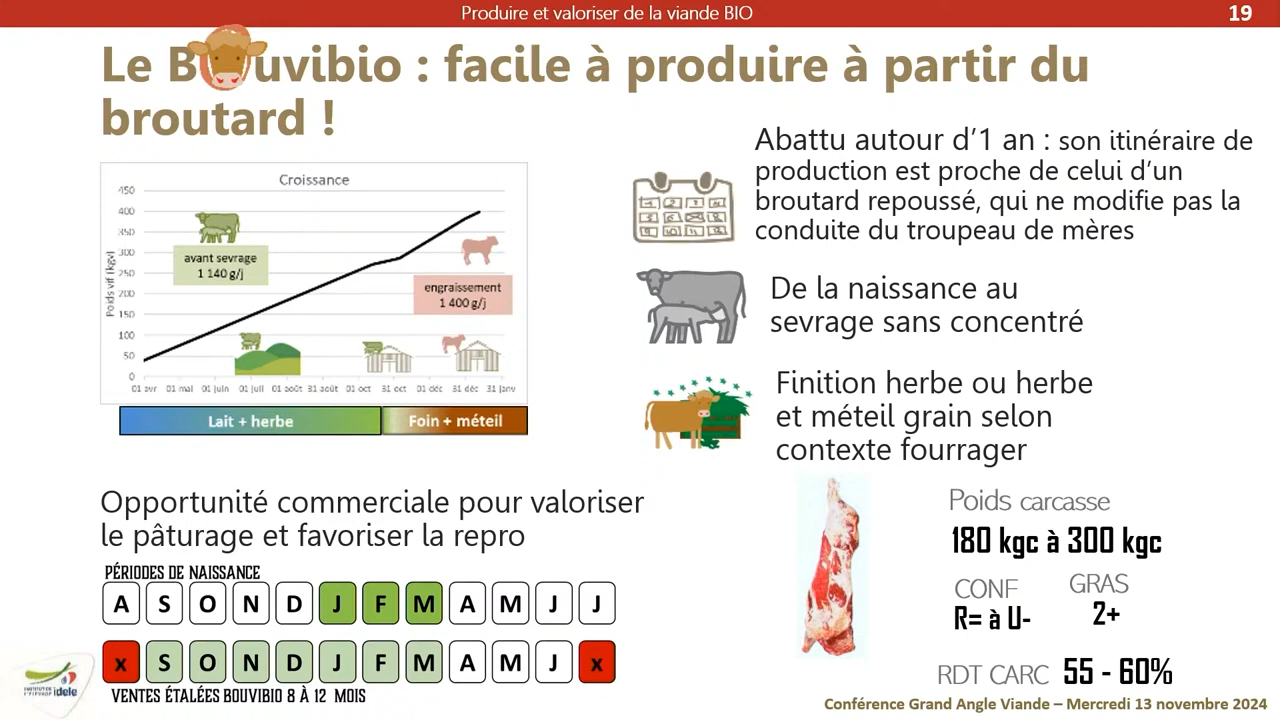 Produire et valoriser de la viande BIO
19
Le B uvibio : facile à produire à partir du
broutard !
Croissance
Poids vif (kgv)
450
400
350
300
250
200
150
100
50
0
avant sevrage
1 140 g/j
engraissement
1 400 g/j
01 avr 01 mai 01 juin 01 juil 01 août 31 août 01 oct 31 oct 01 déc 31 déc 31 janv
Lait + herbe
Foin + méteil
Abattu autour d’1 an : son itinéraire de
production est proche de celui d’un
broutard repoussé, qui ne modifie pas la
conduite du troupeau de mères
De la naissance au
sevrage sans concentré
Finition herbe ou herbe
et méteil grain selon
contexte fourrager
Opportunité commerciale pour valoriser
le pâturage et favoriser la repro
PÉRIODES DE NAISSANCE
A S O N D J F M A M J J
x S O N D J F M A M J x
VENTES ÉTALÉES BOUVIBIO 8 À 12 MOIS
Poids carcasse
180 kgc à 300 kgc
CONF
R= à U-
GRAS
2+
RDT CARC 55 - 60%
INSTITUT DE L'ÉLEVAGE idele
Conférence Grand Angle Viande – Mercredi 13 novembre 2024